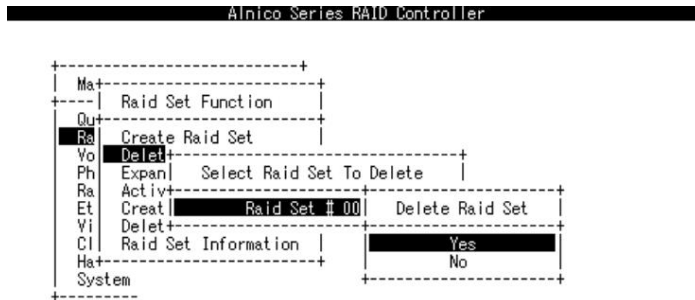 Alnico Series RAID Controller
Ma
Raid Set Function
Qu
Ra Create Raid Set
Vo Delet
Ph Expan Select Raid Set To Delete
Ra Activ
Et Creat Raid Set # 00 Delete Raid Set
Vi Delet
Cl Raid Set Information Yes
Ha No
System